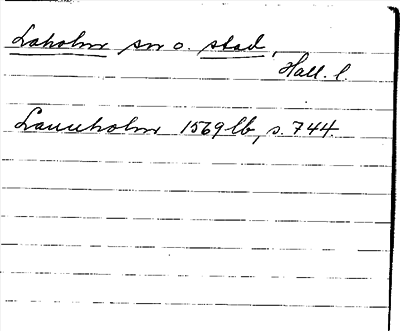 Laholm sn o. stad,
Hall. l.
Lauuholm 1569 lb, s. 744.